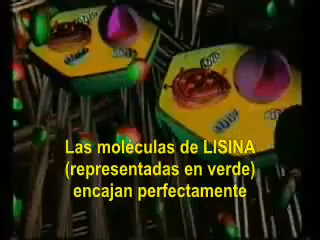 Las moléculas de LISINA
(representadas en verde)
encajan perfectamente